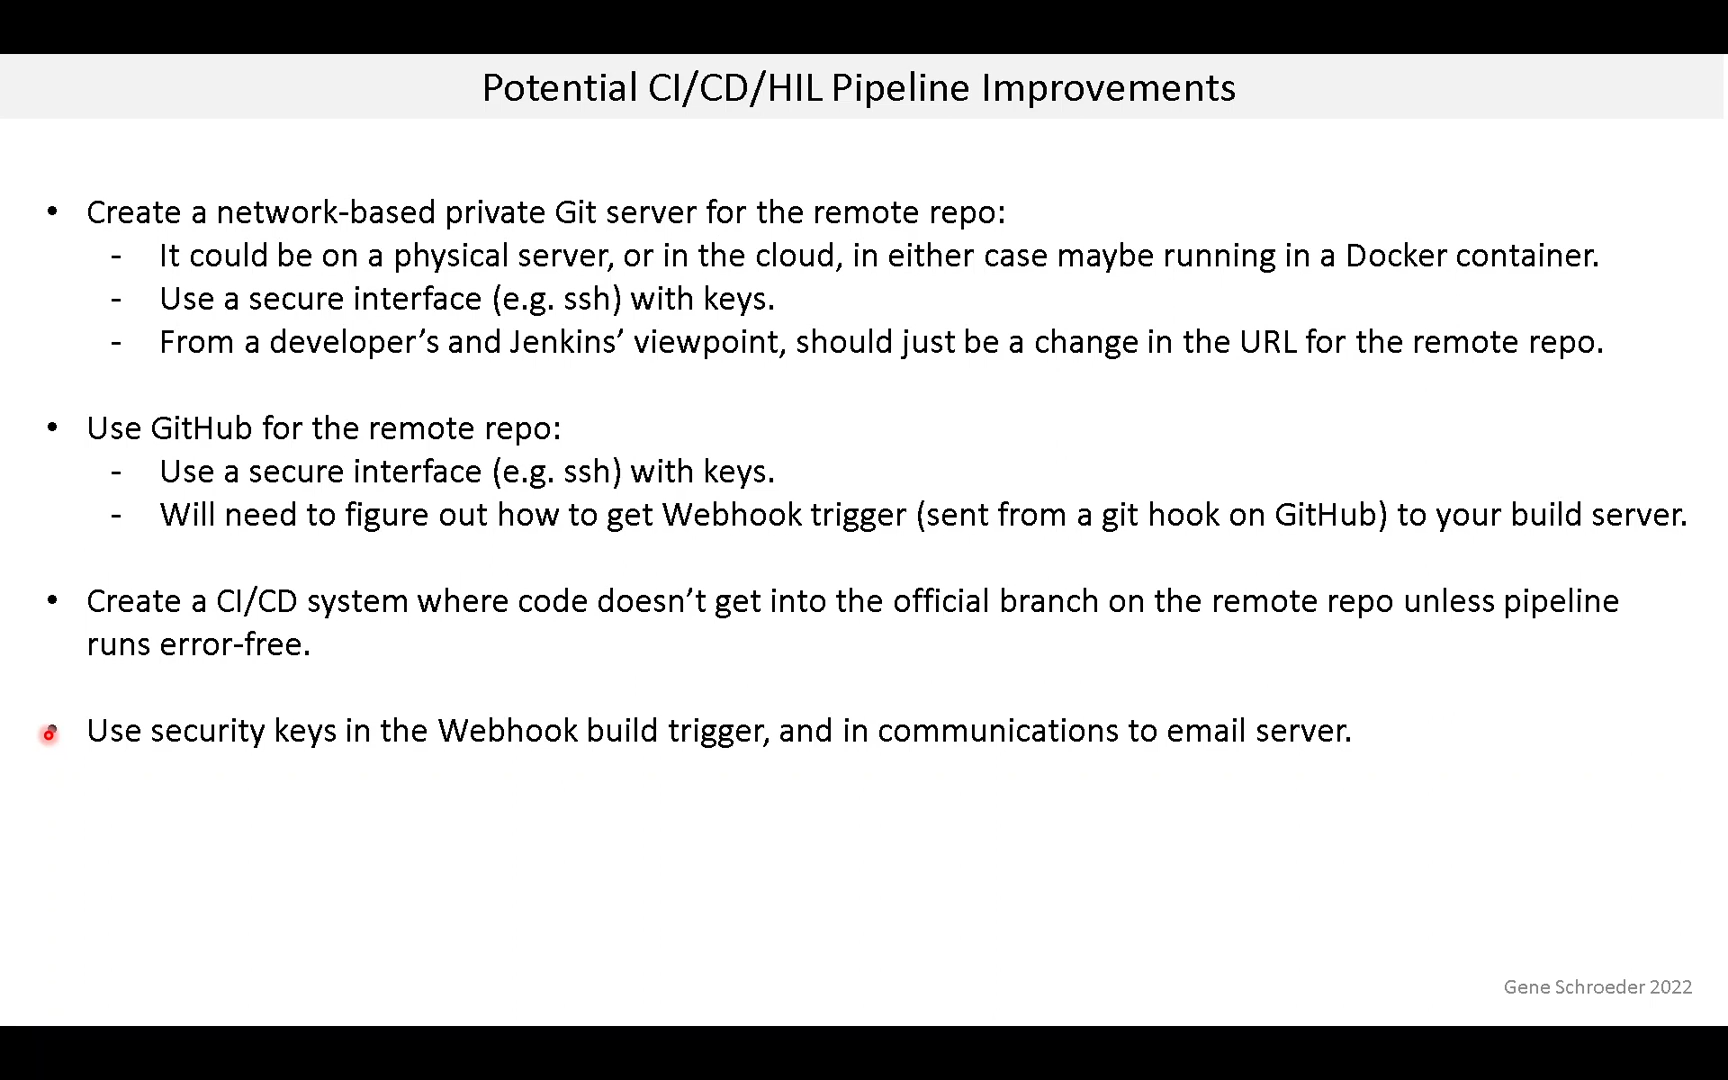 Potential CI/CD/HIL Pipeline Improvements
• Create a network-based private Git server for the remote repo:
- It could be on a physical server, or in the cloud, in either case maybe running in a Docker container.
- Use a secure interface (e.g. ssh) with keys.
- From a developer’s and Jenkins’ viewpoint, should just be a change in the URL for the remote repo.
• Use GitHub for the remote repo:
- Use a secure interface (e.g. ssh) with keys.
- Will need to figure out how to get Webhook trigger (sent from a git hook on GitHub) to your build server.
• Create a CI/CD system where code doesn’t get into the official branch on the remote repo unless pipeline
runs error-free.
• Use security keys in the Webhook build trigger, and in communications to email server.
Gene Schroeder 2022